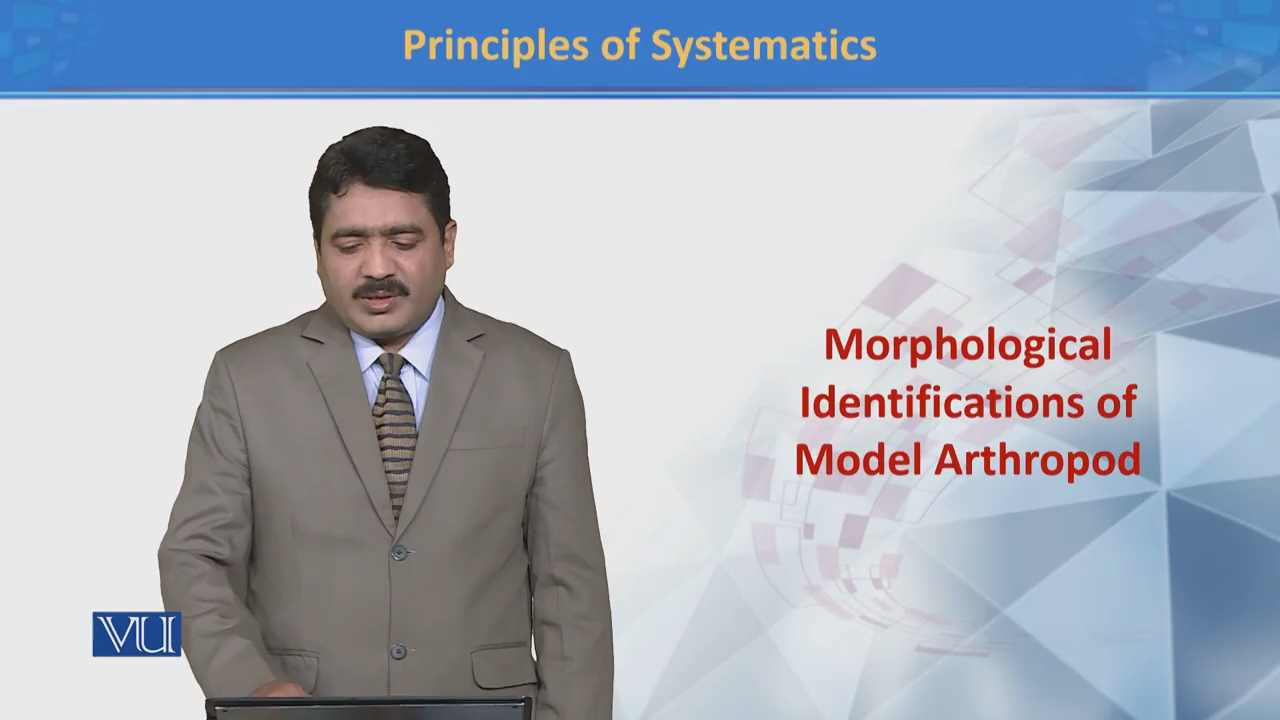 Principles of Systematics
Morphological
Identifications of
Model Arthropod
VU